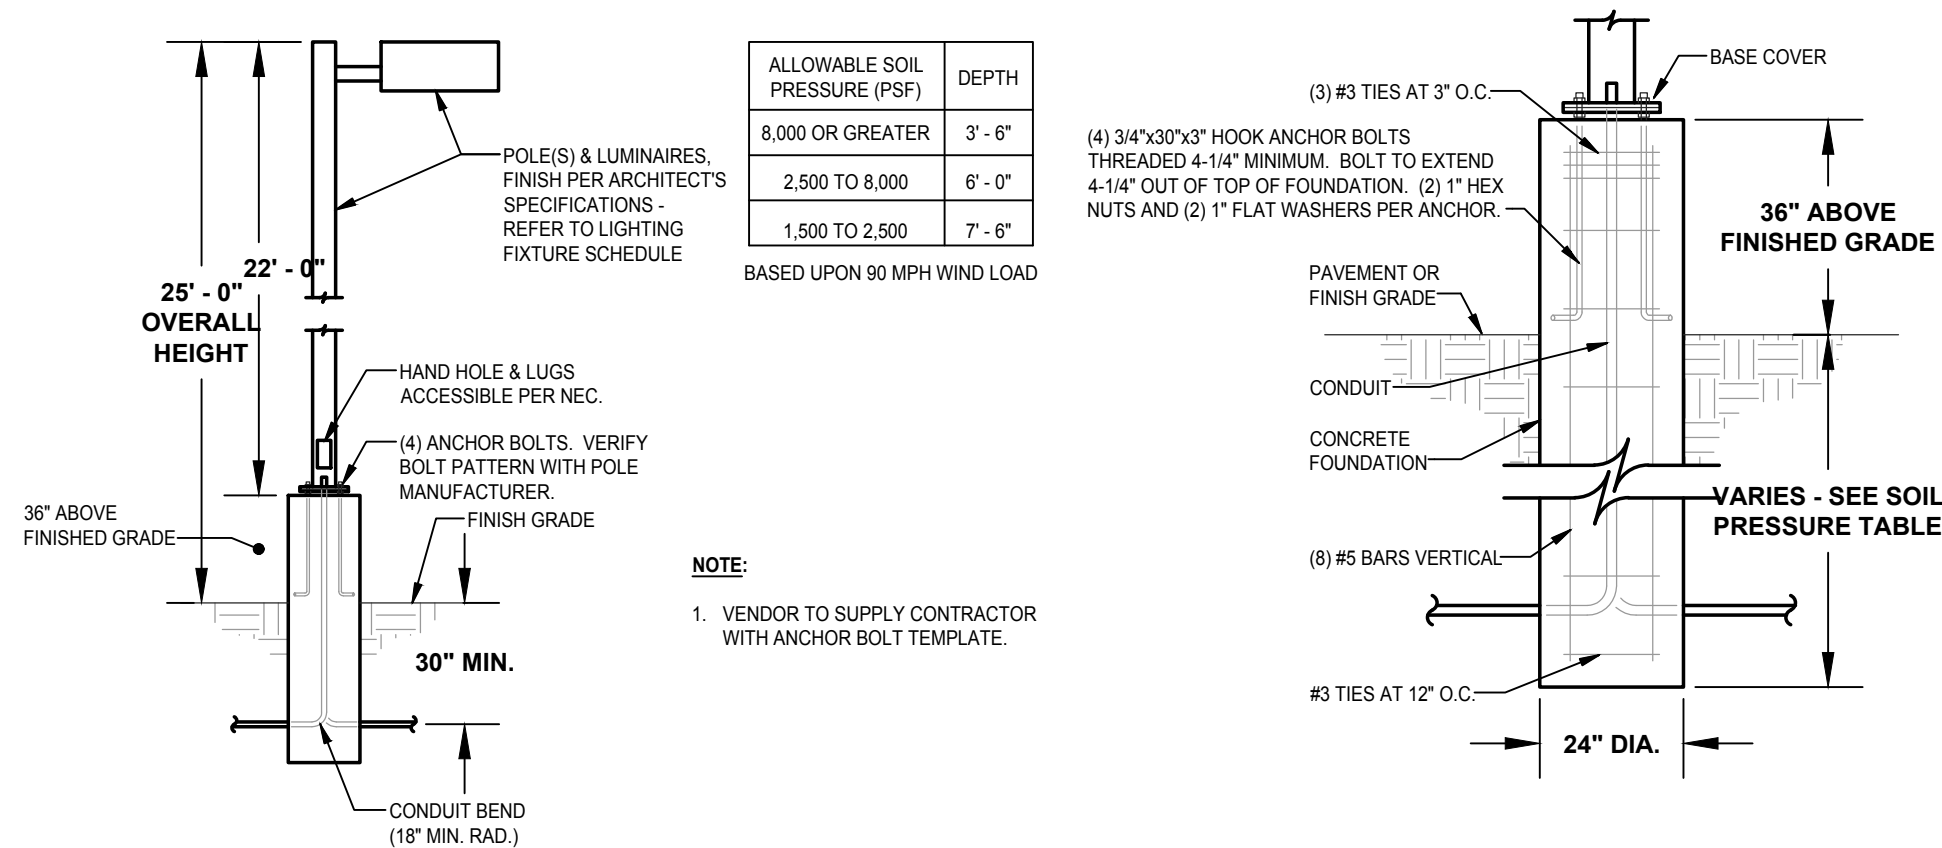 25' - 0"
OVERALL
HEIGHT
22' - 0"
POLE(S) & LUMINAIRES,
FINISH PER ARCHITECT'S
SPECIFICATIONS -
REFER TO LIGHTING
FIXTURE SCHEDULE
HAND HOLE & LUGS
ACCESSIBLE PER NEC.
(4) ANCHOR BOLTS. VERIFY
BOLT PATTERN WITH POLE
MANUFACTURER.
36" ABOVE
FINISHED GRADE
FINISH GRADE
30" MIN.
CONDUIT BEND
(18" MIN. RAD.)
ALLOWABLE SOIL
PRESSURE (PSF)
DEPTH
8,000 OR GREATER
3' - 6"
2,500 TO 8,000
6' - 0"
1,500 TO 2,500
7' - 6"
BASED UPON 90 MPH WIND LOAD
NOTE:
1. VENDOR TO SUPPLY CONTRACTOR
WITH ANCHOR BOLT TEMPLATE.
BASE COVER
(3) #3 TIES AT 3" O.C.
(4) 3/4"x30"x3" HOOK ANCHOR BOLTS
THREADED 4-1/4" MINIMUM. BOLT TO EXTEND
4-1/4" OUT OF TOP OF FOUNDATION. (2) 1" HEX
NUTS AND (2) 1" FLAT WASHERS PER ANCHOR.
36" ABOVE
FINISHED GRADE
PAVEMENT OR
FINISH GRADE
CONDUIT
CONCRETE
FOUNDATION
VARIES - SEE SOIL
PRESSURE TABLE
(8) #5 BARS VERTICAL
#3 TIES AT 12" O.C.
24" DIA.